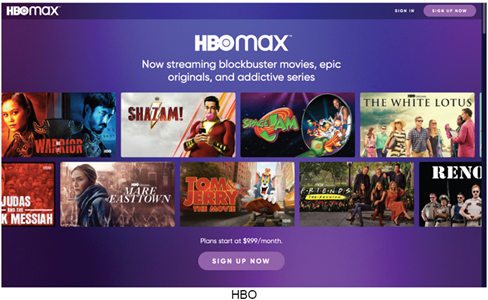 HBOmax
SIGN IN
SIGN UP NOW
HBOmax
Now streaming blockbuster movies, epic
originals, and addictive series
WARRIOR
SHAZAM!
SPACE JAM
THE WHITE LOTUS
JUDAS
AND THE
K MESSIAH
MARE
OF
EASTTOWN
TOM &
JERRY
THE MOVIE
FRIENDS
THE REUNION
RENO
Plans start at $9.99/month.
SIGN UP NOW
HBO